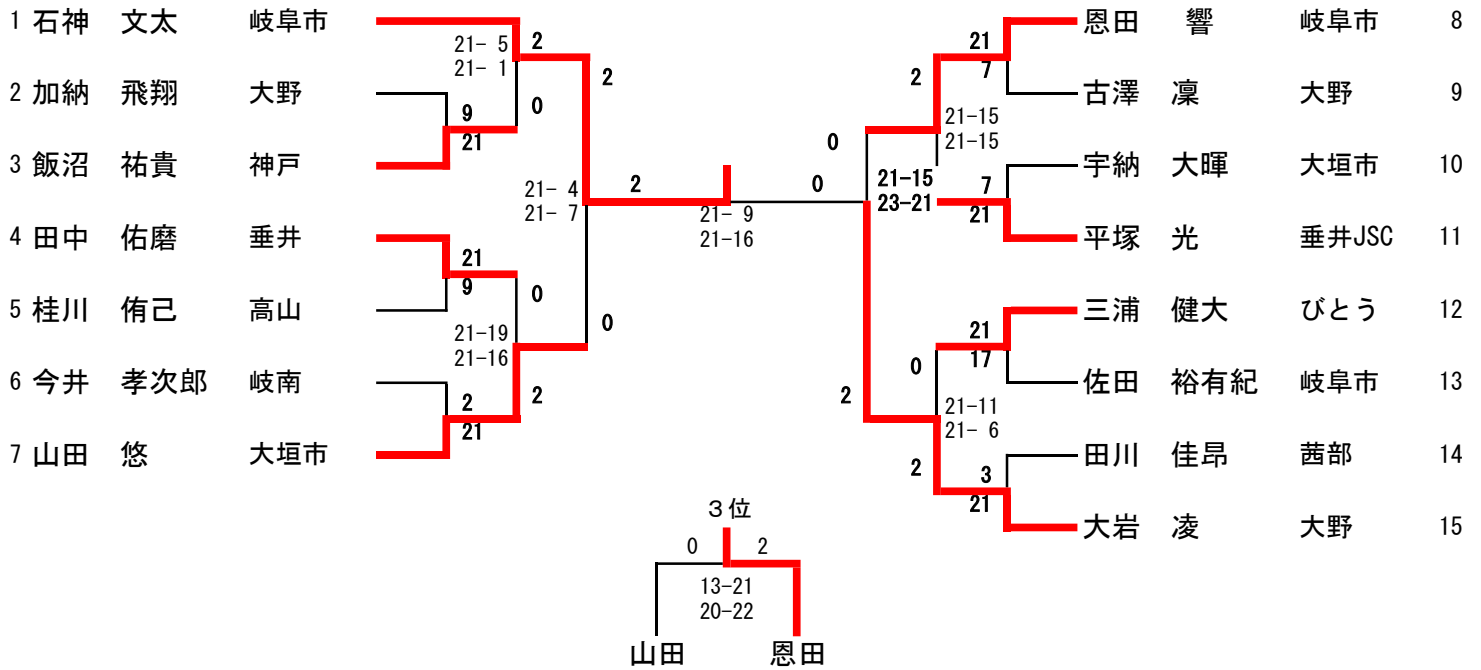 1 石神 文太 岐阜市
21- 5 2
21- 1
2
2 加納 飛翔 大野
9 0
21
3 飯沼 祐貴 神戸
21- 4 2
21- 7
4 田中 佑磨 垂井
21
9 0
5 桂川 侑己 高山
21-19 0
21-16
6 今井 孝次郎 岐南
2 2
21
7 山田 悠 大垣市
21- 9
21-16
恩田 響 岐阜市 8
21
2 7
古澤 凜 大野 9
21-15
0 21-15
宇納 大暉 大垣市 10
0 21-15 7
23-21 21
平塚 光 垂井JSC 11
三浦 健大 びとう 12
21
0 17
佐田 裕有紀 岐阜市 13
2 21-11
21- 6
田川 佳昂 茜部 14
2 3
21
大岩 凌 大野 15
３位
0 2
13-21
20-22
山田 恩田